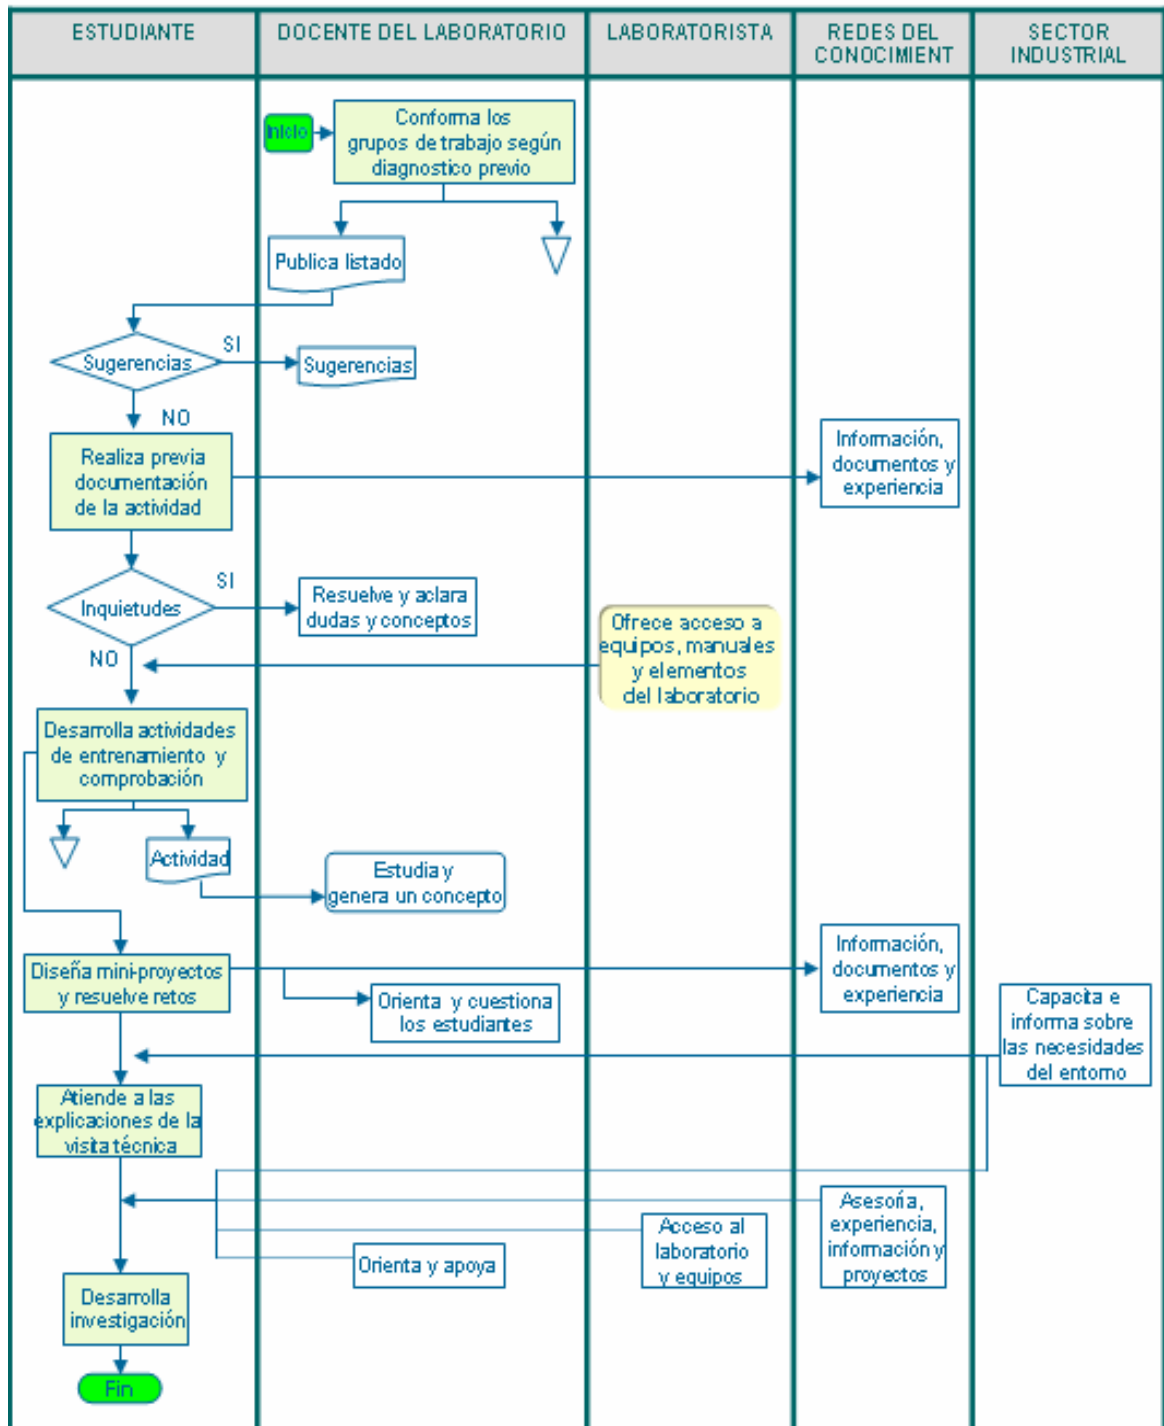 ESTUDIANTE
DOCENTE DEL LABORATORIO
LABORATORISTA
REDES DEL
CONOCIMIENT
SECTOR
INDUSTRIAL
Inicio
Conforma los
grupos de trabajo según
diagnostico previo
Publica listado
Sugerencias
SI
Sugerencias
NO
Realiza previa
documentación
de la actividad
Información,
documentos y
experiencia
Inquietudes
SI
Resuelve y aclara
dudas y conceptos
Ofrece acceso a
equipos, manuales
y elementos
del laboratorio
NO
Desarrolla actividades
de entrenamiento y
comprobación
Actividad
Estudia y
genera un concepto
Diseña mini-proyectos
y resuelve retos
Información,
documentos y
experiencia
Orienta y cuestiona
los estudiantes
Capacita e
informa sobre
las necesidades
del entorno
Atiende a las
explicaciones de la
visita técnica
Asesoría,
experiencia,
información y
proyectos
Acceso al
laboratorio
y equipos
Orienta y apoya
Desarrolla
investigación
Fin